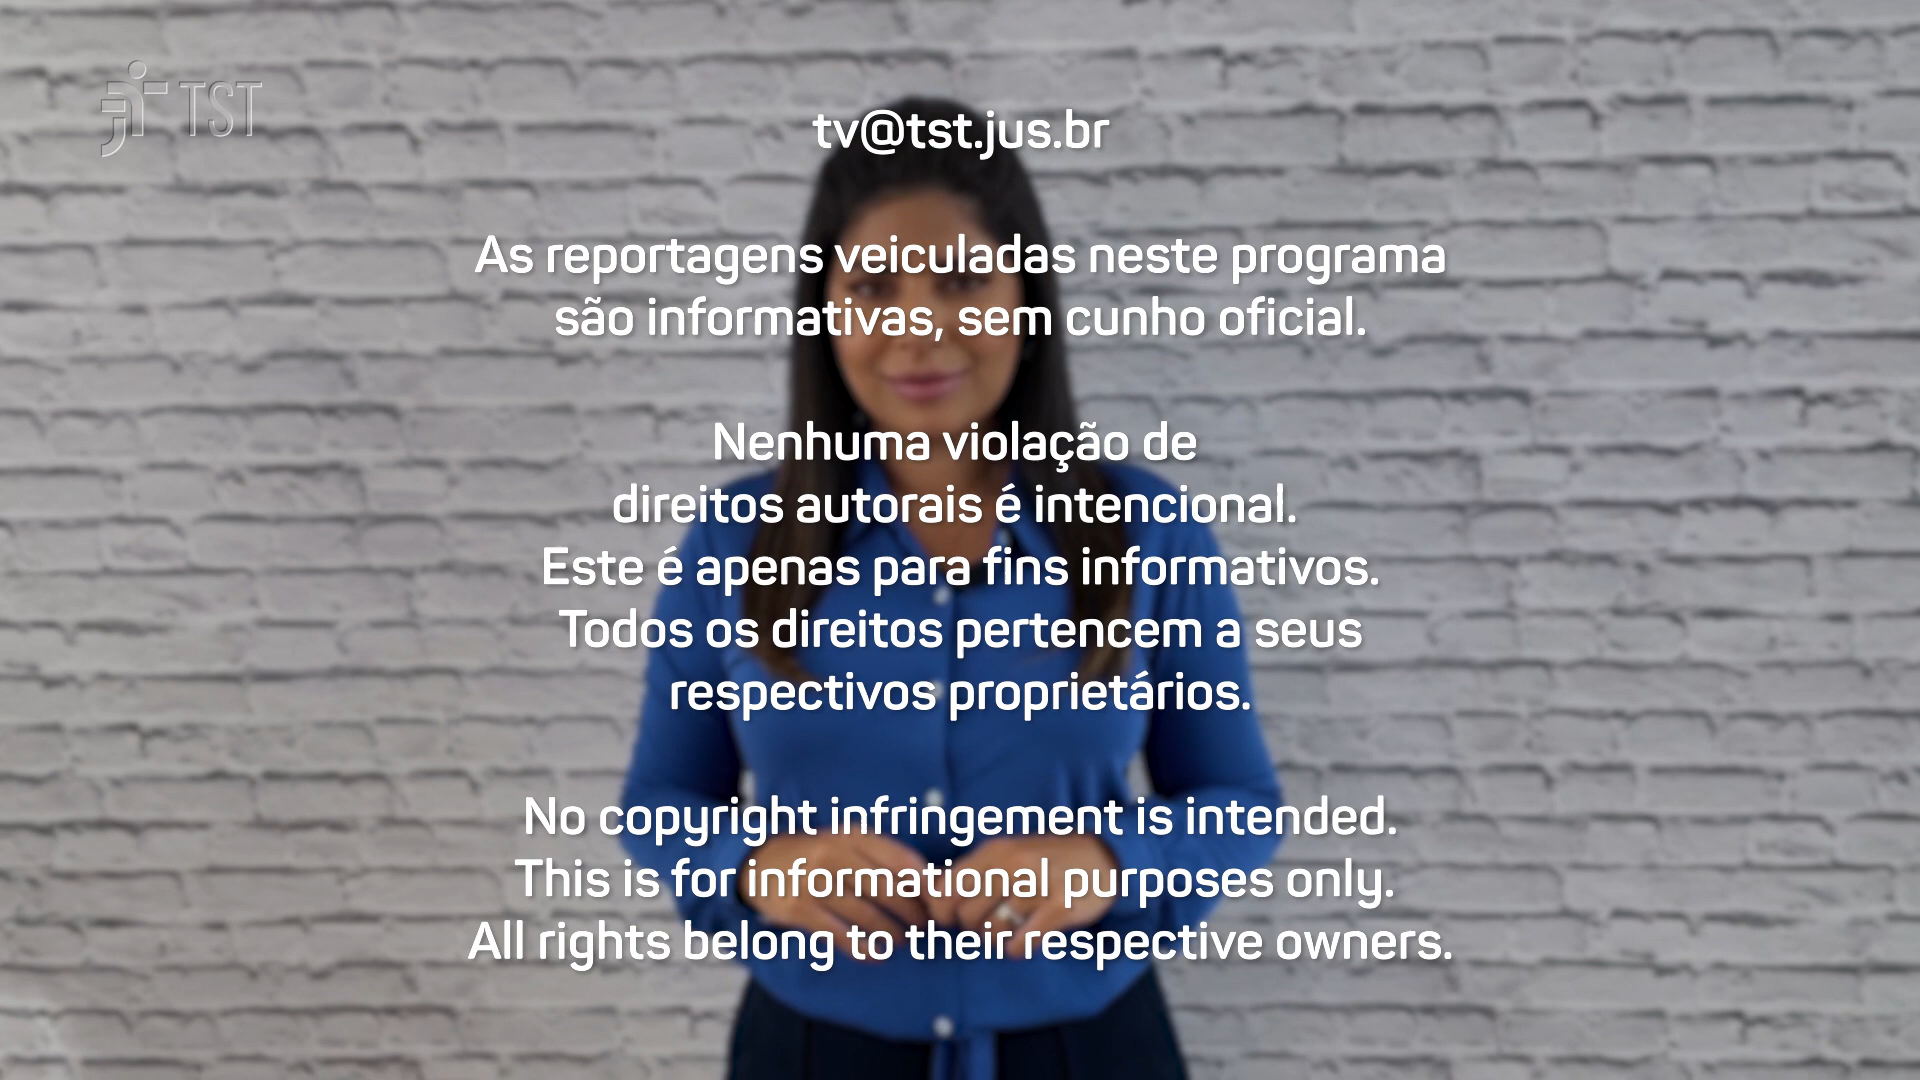 TST
tv@tst.jus.br
As reportagens veiculadas neste programa
são informativas, sem cunho oficial.
Nenhuma violação de
direitos autorais é intencional.
Este é apenas para fins informativos.
Todos os direitos pertencem a seus
respectivos proprietários.
No copyright infringement is intended.
This is for informational purposes only.
All rights belong to their respective owners.